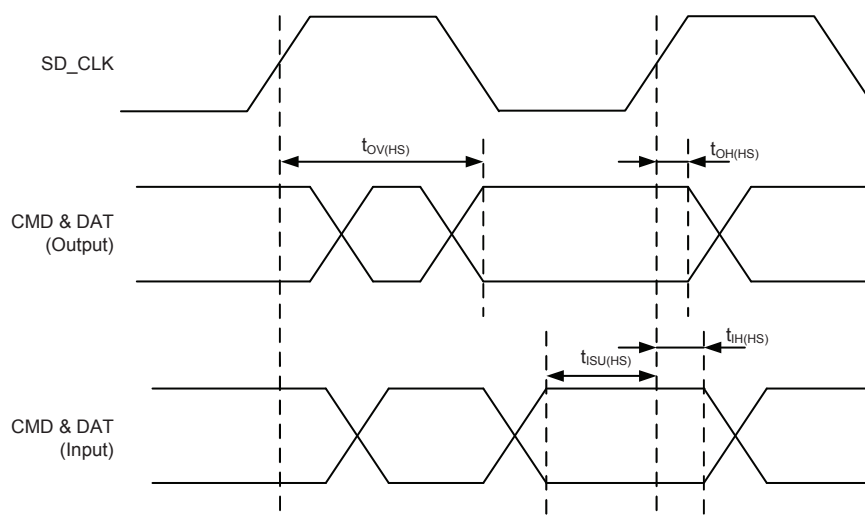 SD_CLK
tOV(HS)
tOH(HS)
CMD & DAT
(Output)
tISU(HS)
tIH(HS)
CMD & DAT
(Input)